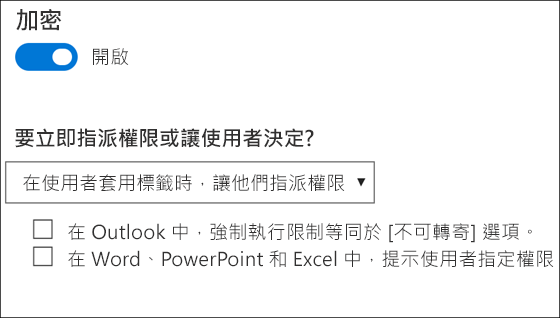 加密
開啟
要立即指派權限或讓使用者決定?
在使用者套用標籤時，讓他們指派權限
在 Outlook 中，強制執行限制等同於 [不可轉寄] 選項。
在 Word、PowerPoint 和 Excel 中，提示使用者指定權限